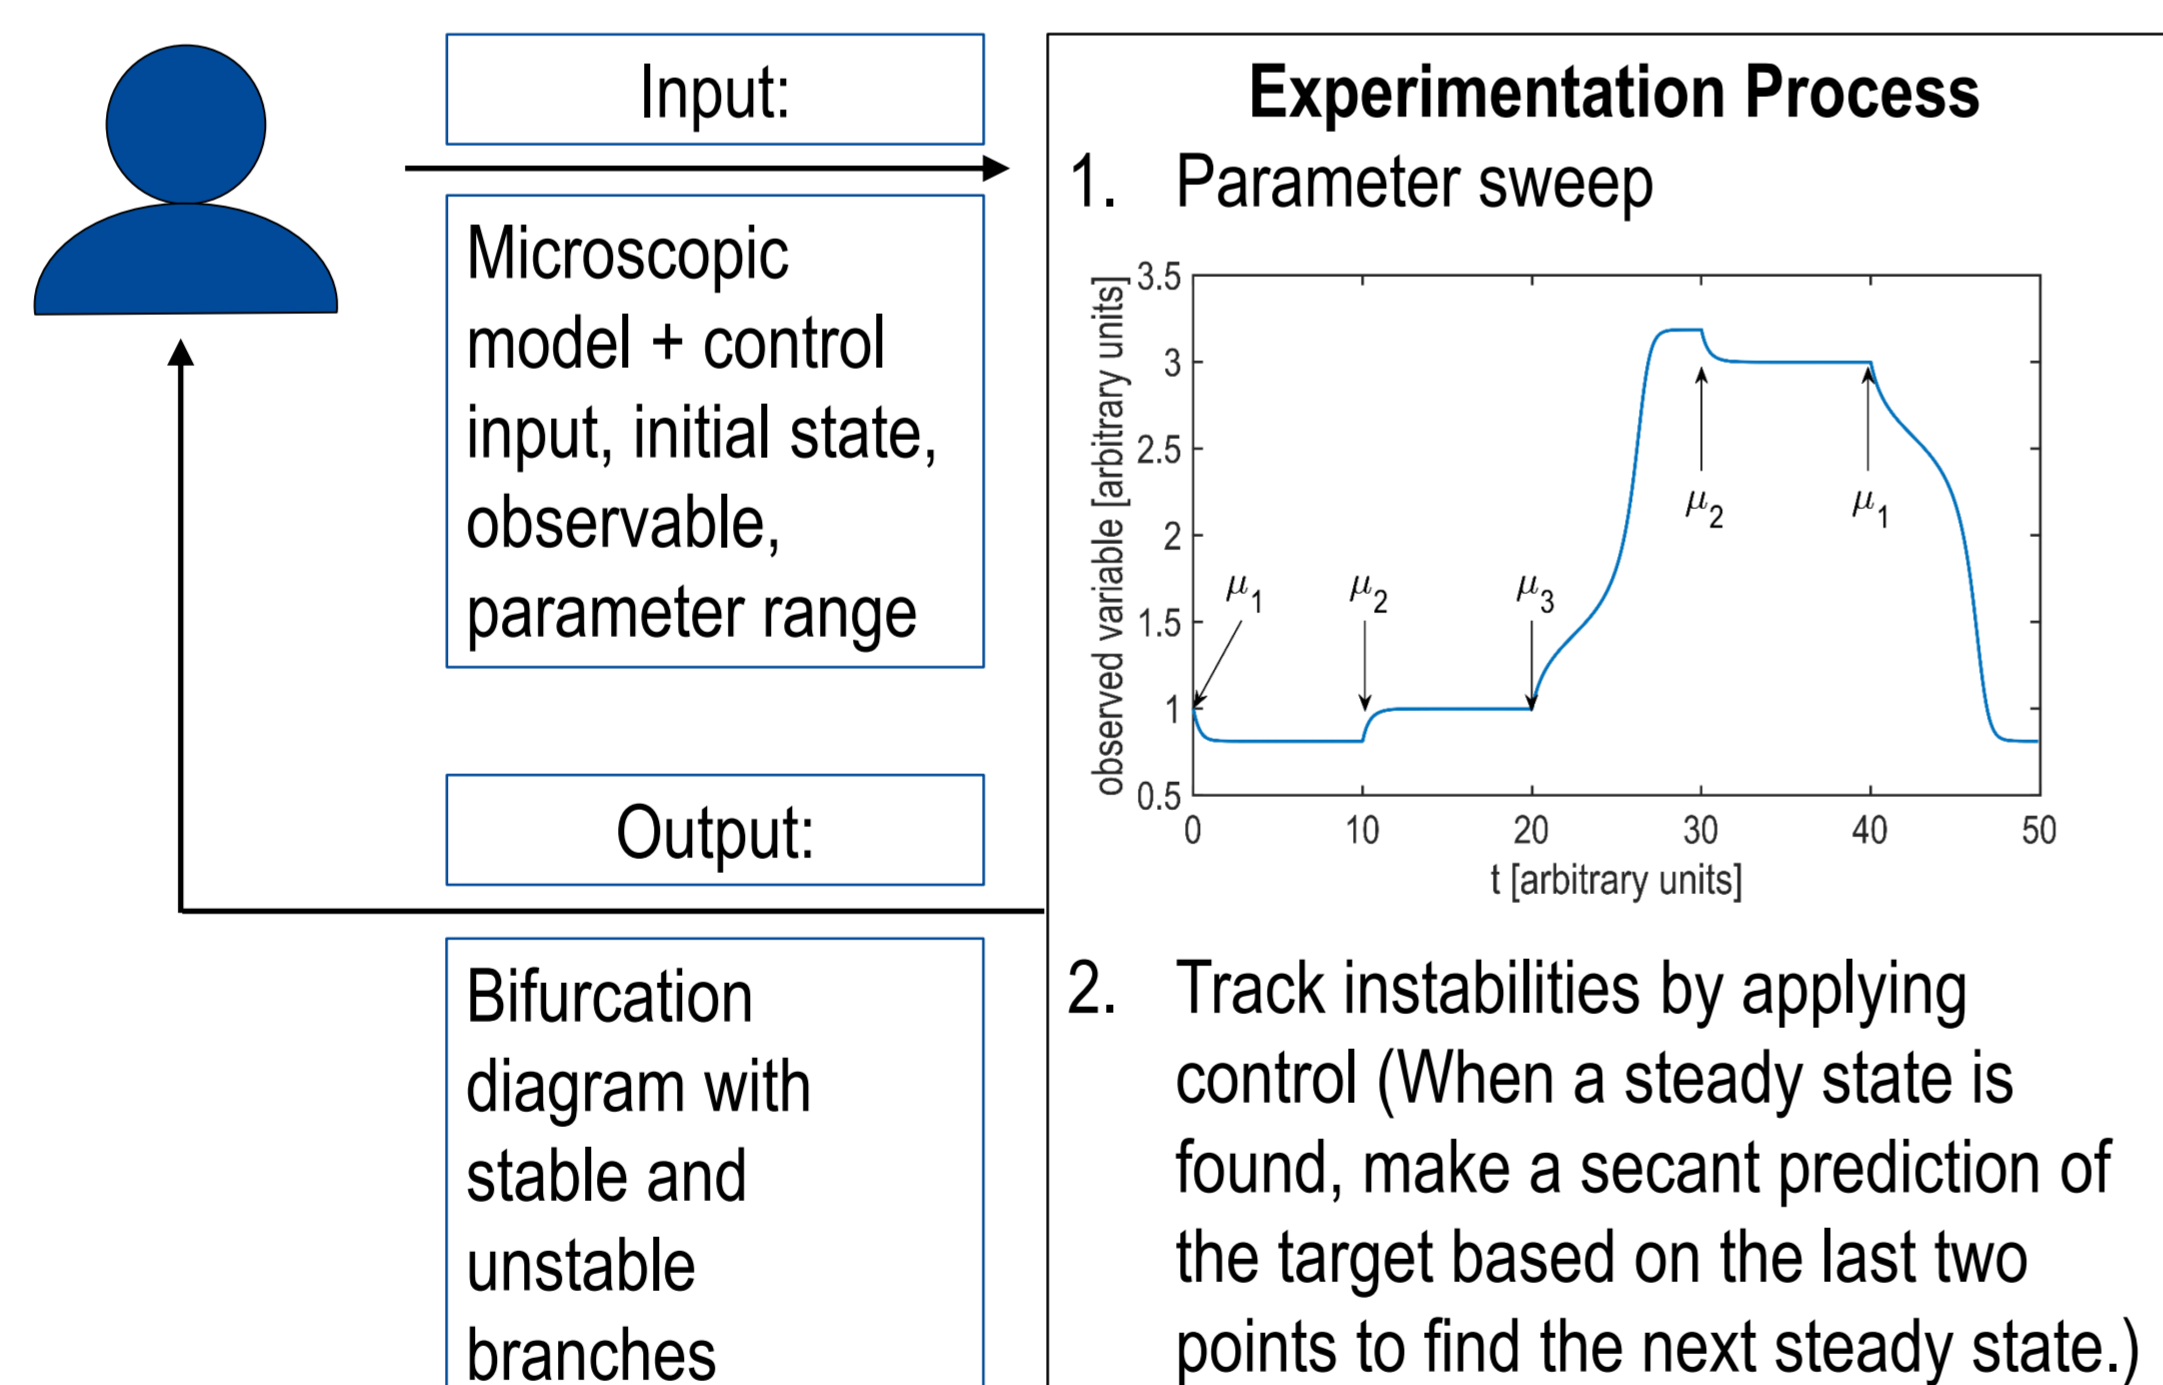 Input:
Microscopic
model + control
input, initial state,
observable,
parameter range
Output:
Bifurcation
diagram with
stable and
unstable
branches
Experimentation Process
1. Parameter sweep
observed variable [arbitrary units]
3.5
3
2.5
2
1.5
1
0.5
μ1
μ2
μ3
μ2
μ1
0 10 20 30 40 50
t [arbitrary units]
2. Track instabilities by applying
control (When a steady state is
found, make a secant prediction of
the target based on the last two
points to find the next steady state.)